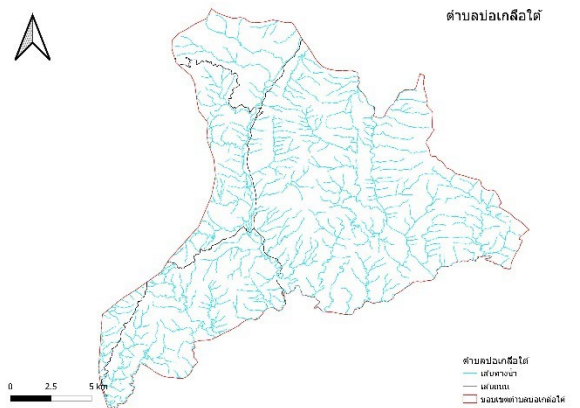 ตำบลบ่อเกลือใต้
ตำบลบ่อเกลือใต้
เส้นทางน้ำ
เส้นถนน
ขอบเขตตำบลบ่อเกลือใต้
0 2.5 5 km